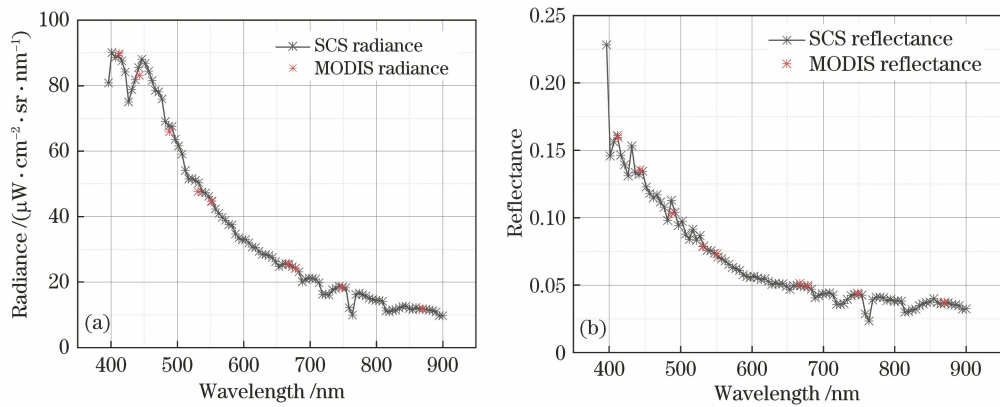 100
80
60
40
20
0
Radiance /(μW · cm⁻² · sr · nm⁻¹)
SCS radiance
MODIS radiance
(a)
400 500 600 700 800 900
Wavelength /nm
0.25
0.20
0.15
0.10
0.05
0
Reflectance
SCS reflectance
MODIS reflectance
(b)
400 500 600 700 800 900
Wavelength /nm